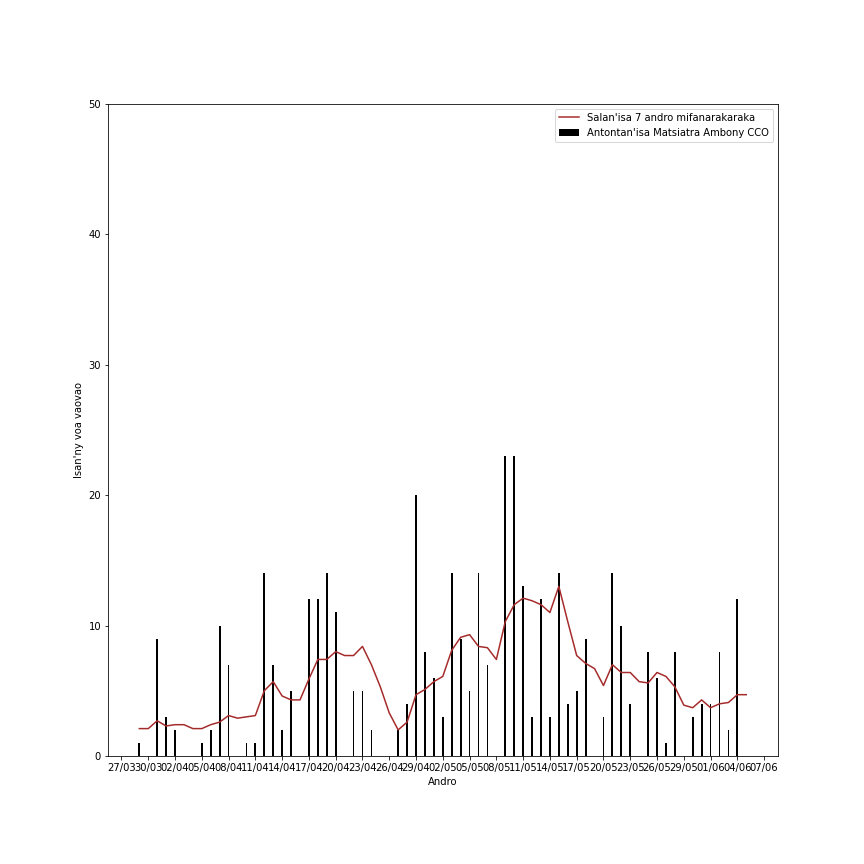 Salan'isa 7 andro mifanarakaraka
Antontan'isa Matsiatra Ambony CCO
50
40
30
20
10
0
Isan'ny voa vaovao
27/03 30/03 02/04 05/04 08/04 11/04 14/04 17/04 20/04 23/04 26/04 29/04 02/05 05/05 08/05 11/05 14/05 17/05 20/05 23/05 26/05 29/05 01/06 04/06 07/06
Andro